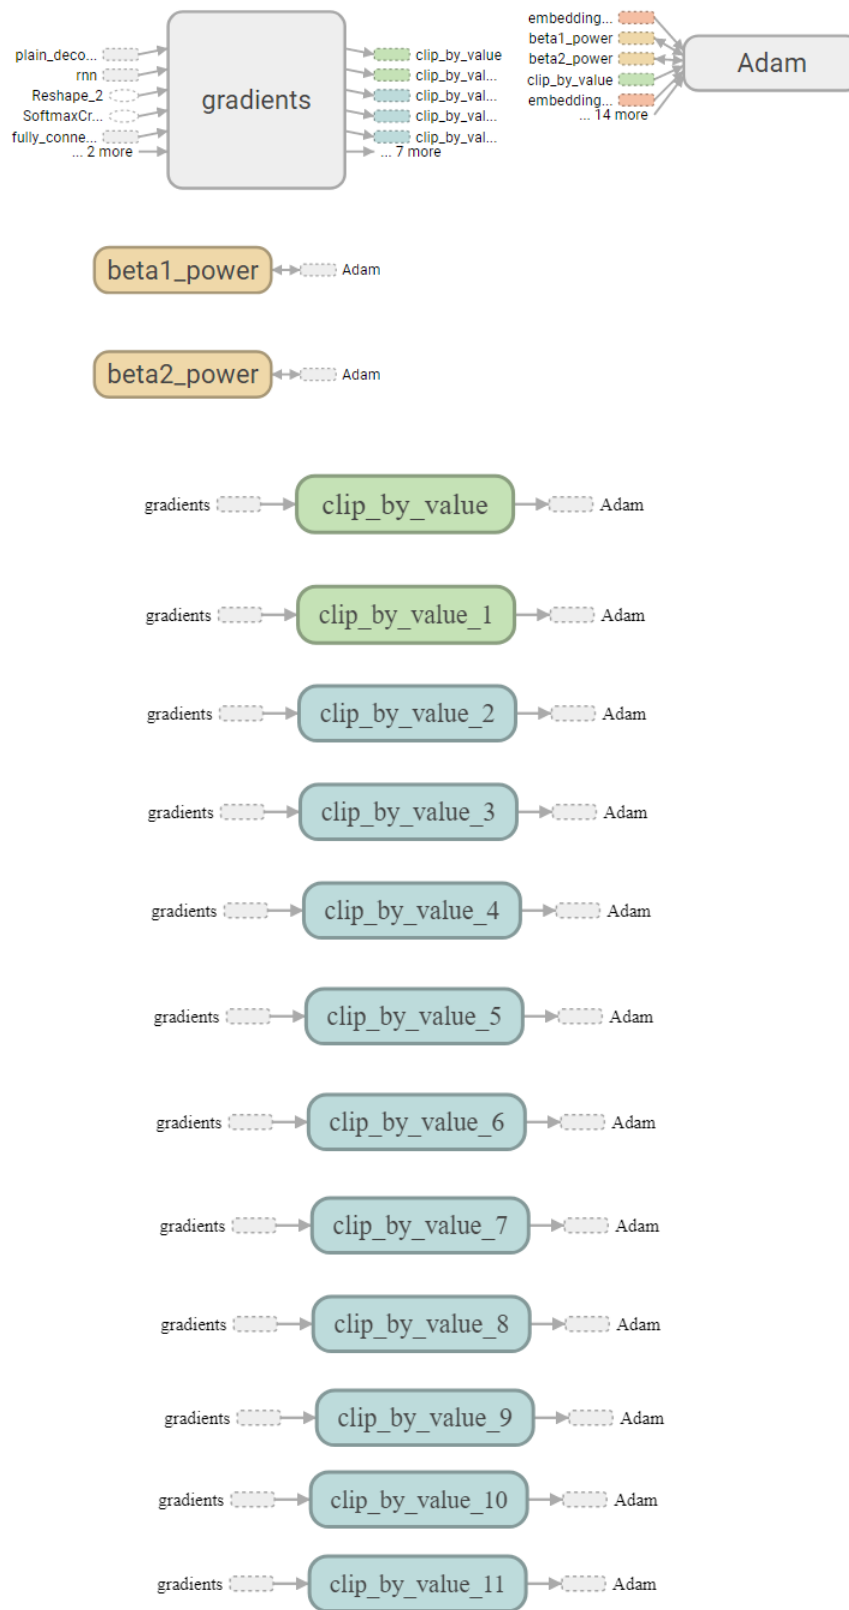 plain_deco...
rnn
Reshape_2
SoftmaxCr...
fully_conne...
... 2 more
gradients
clip_by_value
clip_by_val...
clip_by_val...
clip_by_val...
clip_by_val...
... 7 more
embedding...
beta1_power
beta2_power
clip_by_value
embedding...
... 14 more
Adam
beta1_power Adam
beta2_power Adam
gradients clip_by_value Adam
gradients clip_by_value_1 Adam
gradients clip_by_value_2 Adam
gradients clip_by_value_3 Adam
gradients clip_by_value_4 Adam
gradients clip_by_value_5 Adam
gradients clip_by_value_6 Adam
gradients clip_by_value_7 Adam
gradients clip_by_value_8 Adam
gradients clip_by_value_9 Adam
gradients clip_by_value_10 Adam
gradients clip_by_value_11 Adam